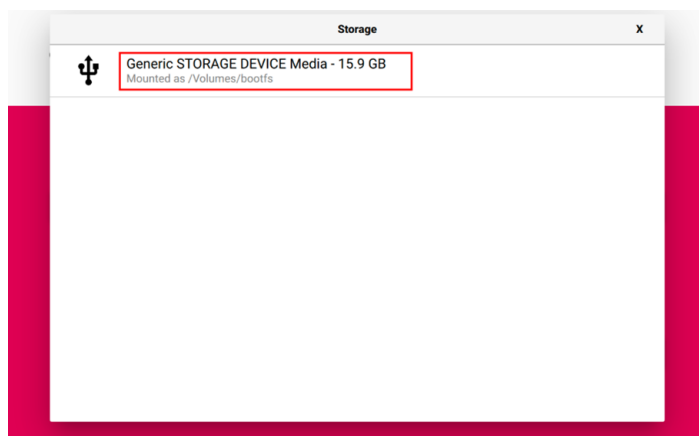 Storage
X
Generic STORAGE DEVICE Media - 15.9 GB
Mounted as /Volumes/bootfs